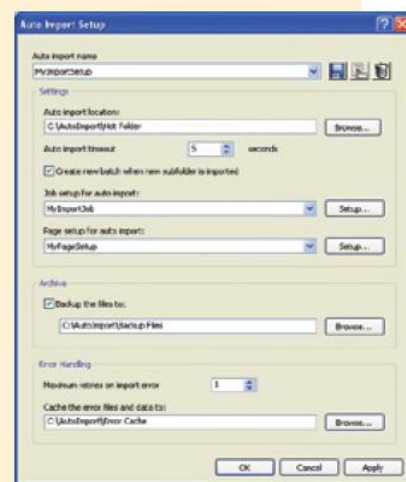 Auto Import Setup
Auto import name
MyImportSetup
Settings
Auto import location:
C:\AutoImport\Hot Folder
Browse...
Auto import timeout
5
seconds
Create new batch when new subfolder is imported
Job setup for auto import:
MyImportJob
Setup...
Page setup for auto import:
MyPageSetup
Setup...
Archive
Backup the files to:
C:\AutoImport\Backup Files
Browse...
Error Handling
Maximum retries on import error
1
Cache the error files and data to:
C:\AutoImport\Error Cache
Browse...
OK
Cancel
Apply